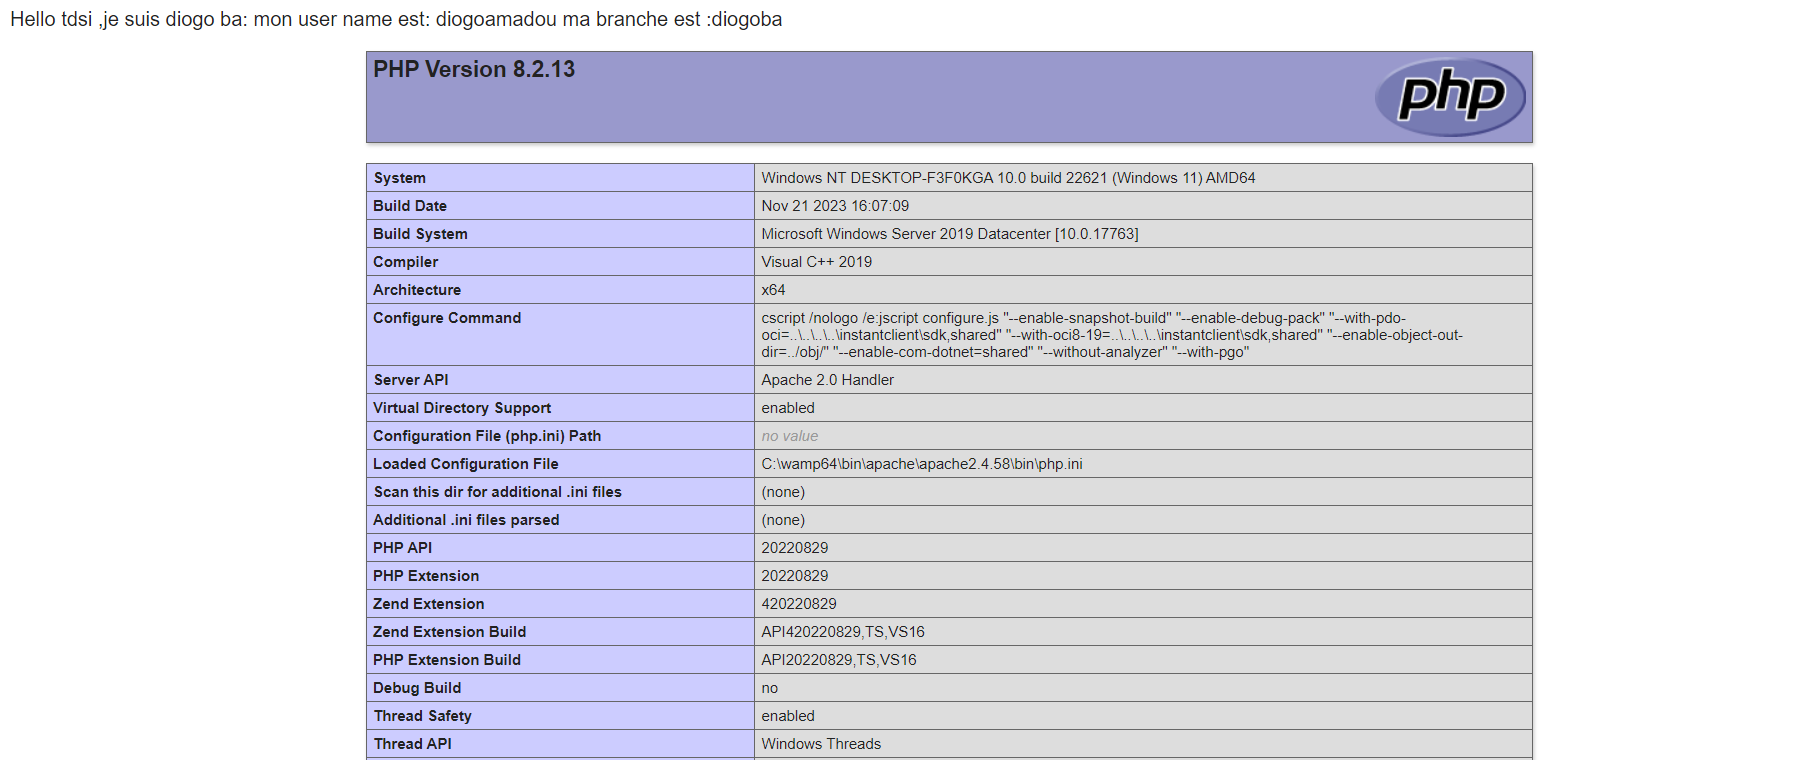 Hello tdsi ,je suis diogo ba: mon user name est: diogoamadou ma branche est :diogoba
PHP Version 8.2.13
php
System Windows NT DESKTOP-F3F0KGA 10.0 build 22621 (Windows 11) AMD64
Build Date Nov 21 2023 16:07:09
Build System Microsoft Windows Server 2019 Datacenter [10.0.17763]
Compiler Visual C++ 2019
Architecture x64
Configure Command cscript /nologo /e:jscript configure.js "--enable-snapshot-build" "--enable-debug-pack" "--with-pdo-
oci=..\..\..\..\instantclient\sdk,shared" "--with-oci8-19=..\..\..\..\instantclient\sdk,shared" "--enable-object-out-
dir=../obj/" "--enable-com-dotnet=shared" "--without-analyzer" "--with-pgo"
Server API Apache 2.0 Handler
Virtual Directory Support enabled
Configuration File (php.ini) Path no value
Loaded Configuration File C:\wamp64\bin\apache\apache2.4.58\bin\php.ini
Scan this dir for additional .ini files (none)
Additional .ini files parsed (none)
PHP API 20220829
PHP Extension 20220829
Zend Extension 420220829
Zend Extension Build API420220829,TS,VS16
PHP Extension Build API20220829,TS,VS16
Debug Build no
Thread Safety enabled
Thread API Windows Threads